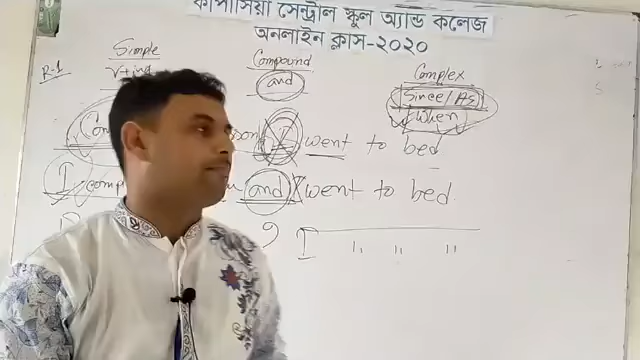 কাপাসিয়া সেন্ট্রাল স্কুল অ্যান্ড কলেজ
অনলাইন ক্লাস-২০২০
Simple Compound Complex
R-1 V+ing and Since/As
When
I went to bed
I and I went to bed.
I " " "